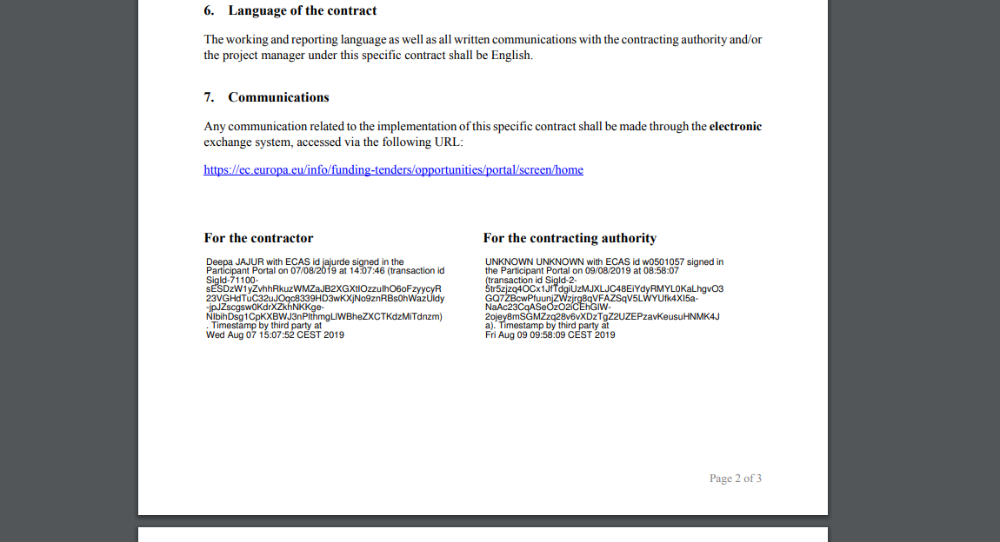 6. Language of the contract
The working and reporting language as well as all written communications with the contracting authority and/or
the project manager under this specific contract shall be English.
7. Communications
Any communication related to the implementation of this specific contract shall be made through the electronic
exchange system, accessed via the following URL:
https://ec.europa.eu/info/funding-tenders/opportunities/portal/screen/home
For the contractor
Deepa JAJUR with ECAS id jajurde signed in the
Participant Portal on 07/08/2019 at 14:07:46 (transaction id
SigId-71100-
sESDzW1yZvhhRkuzWMZaJB2XGXtIOzzulhO6oFzyycyR
23VGHdTuC32uJOqc8339HD3wKXjNo9znRBs0hWazUldy
-jpJZscgsw0KdrXZkhNKKge-
NlbihDsg1CpKXBWJ3nPlthmgLIWBheZXCTKdzMiTdnzm)
. Timestamp by third party at
Wed Aug 07 15:07:52 CEST 2019
For the contracting authority
UNKNOWN UNKNOWN with ECAS id w0501057 signed in
the Participant Portal on 09/08/2019 at 08:58:07
(transaction id SigId-2-
5tr5zjzq4OCx1JfTdgiUzMJXLJC48EiYdyRMYL0KaLhgvO3
GQ7ZBcwPfuunjZWzjrg8qVFAZSqV5LWYUfk4XI5a-
NaAc23CqASeOzO2iCEhGIW-
2ojey8mSGMZzq28v6vXDzTgZ2UZEPzavKeusuHNMK4J
a). Timestamp by third party at
Fri Aug 09 09:58:09 CEST 2019
Page 2 of 3